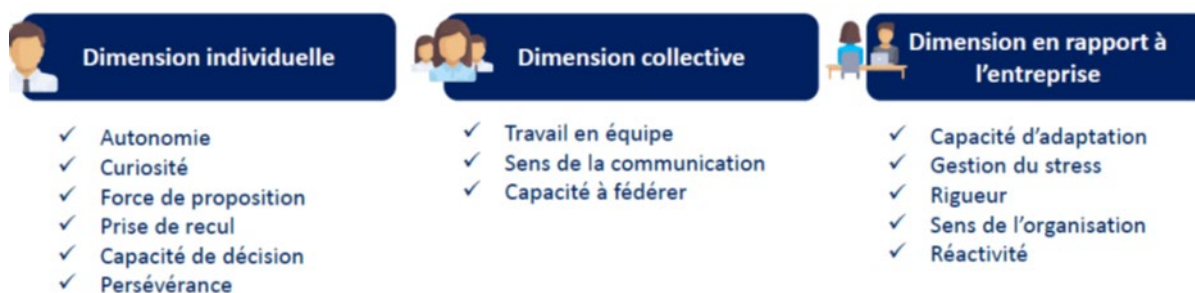 Dimension individuelle
Autonomie
Curiosité
Force de proposition
Prise de recul
Capacité de décision
Persévérance
Dimension collective
Travail en équipe
Sens de la communication
Capacité à fédérer
Dimension en rapport à
l'entreprise
Capacité d'adaptation
Gestion du stress
Rigueur
Sens de l'organisation
Réactivité